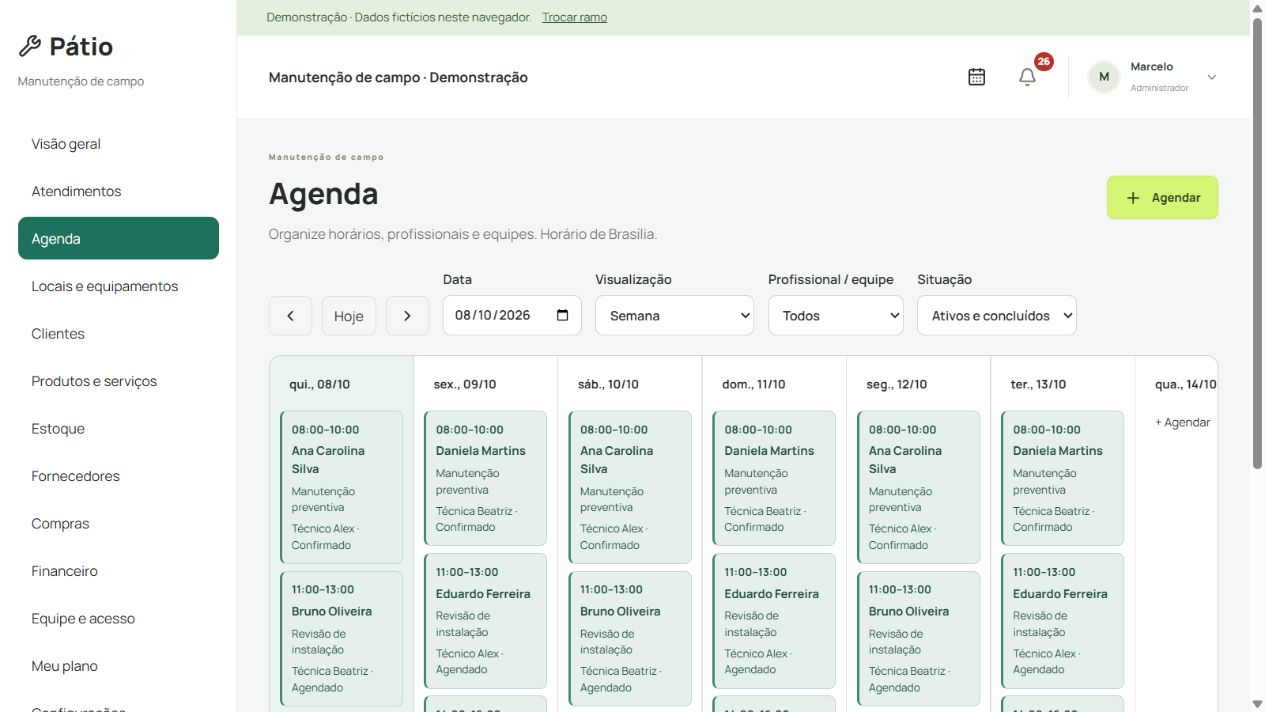 Pátio
Manutenção de campo
Visão geral
Atendimentos
Agenda
Locais e equipamentos
Clientes
Produtos e serviços
Estoque
Fornecedores
Compras
Financeiro
Equipe e acesso
Meu plano
Configurações
Demonstração · Dados fictícios neste navegador. Trocar ramo
Manutenção de campo · Demonstração
26
M
Marcelo
Administrador
Manutenção de campo
Agenda
Organize horários, profissionais e equipes. Horário de Brasília.
+ Agendar
Hoje
Data
08/10/2026
Visualização
Semana
Profissional / equipe
Todos
Situação
Ativos e concluídos
qui., 08/10
08:00–10:00
Ana Carolina
Silva
Manutenção
preventiva
Técnico Alex ·
Confirmado
11:00–13:00
Bruno Oliveira
Revisão de
instalação
Técnica Beatriz ·
Agendado
sex., 09/10
08:00–10:00
Daniela Martins
Manutenção
preventiva
Técnica Beatriz ·
Confirmado
11:00–13:00
Eduardo Ferreira
Revisão de
instalação
Técnico Alex ·
Agendado
sáb., 10/10
08:00–10:00
Ana Carolina
Silva
Manutenção
preventiva
Técnico Alex ·
Confirmado
11:00–13:00
Bruno Oliveira
Revisão de
instalação
Técnica Beatriz ·
Agendado
dom., 11/10
08:00–10:00
Daniela Martins
Manutenção
preventiva
Técnica Beatriz ·
Confirmado
11:00–13:00
Eduardo Ferreira
Revisão de
instalação
Técnico Alex ·
Agendado
seg., 12/10
08:00–10:00
Ana Carolina
Silva
Manutenção
preventiva
Técnico Alex ·
Confirmado
11:00–13:00
Bruno Oliveira
Revisão de
instalação
Técnica Beatriz ·
Agendado
ter., 13/10
08:00–10:00
Daniela Martins
Manutenção
preventiva
Técnica Beatriz ·
Confirmado
11:00–13:00
Eduardo Ferreira
Revisão de
instalação
Técnico Alex ·
Agendado
qua., 14/10
+ Agendar